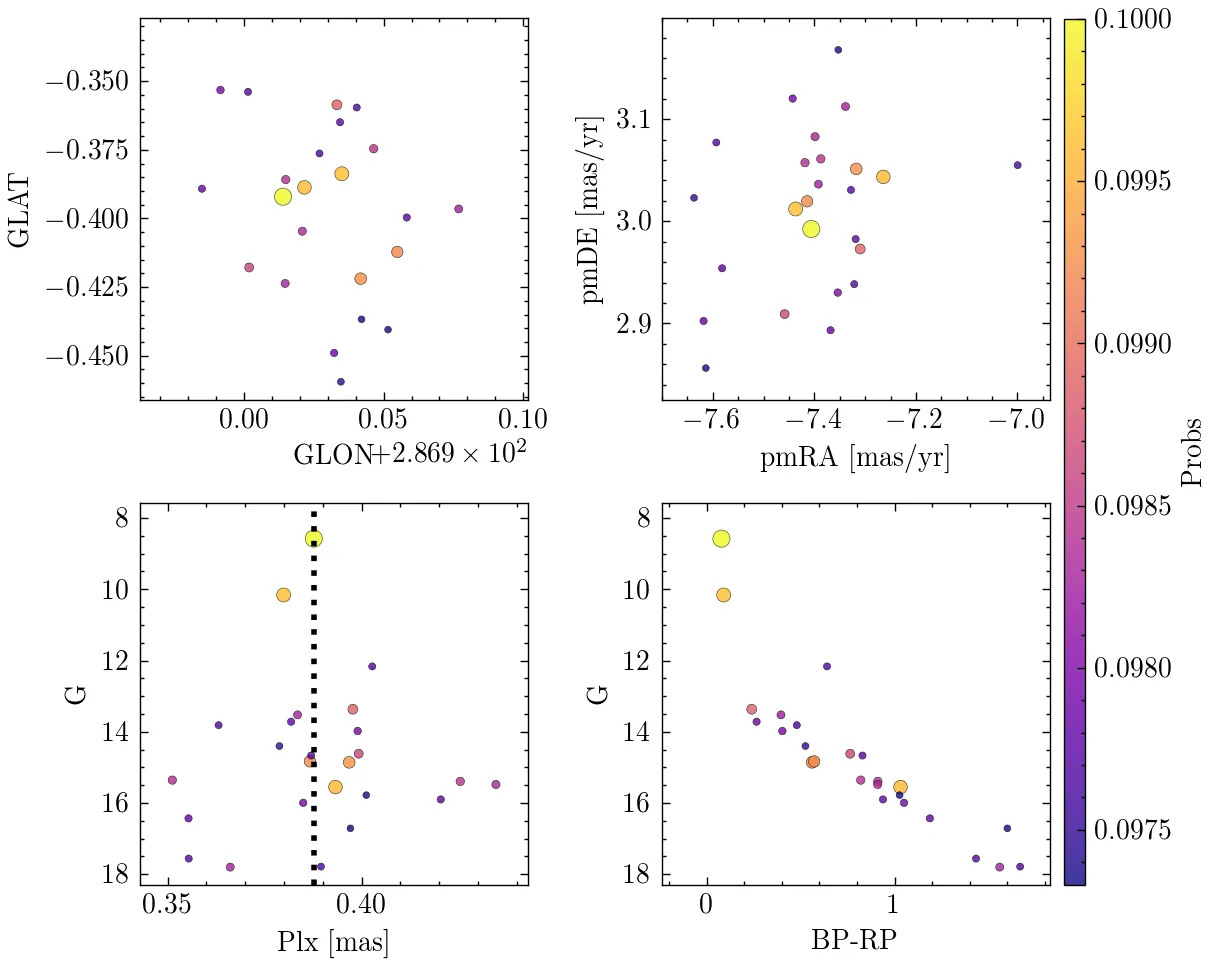 −0.350
−0.375
−0.400
−0.425
−0.450
GLAT
0.00 0.05 0.10
GLON+2.869 × 10²
3.1
3.0
2.9
pmDE [mas/yr]
−7.6 −7.4 −7.2 −7.0
pmRA [mas/yr]
8
10
12
14
16
18
G
0.35 0.40
Plx [mas]
8
10
12
14
16
18
G
0 1
BP-RP
0.1000
0.0995
0.0990
0.0985
0.0980
0.0975
Probs